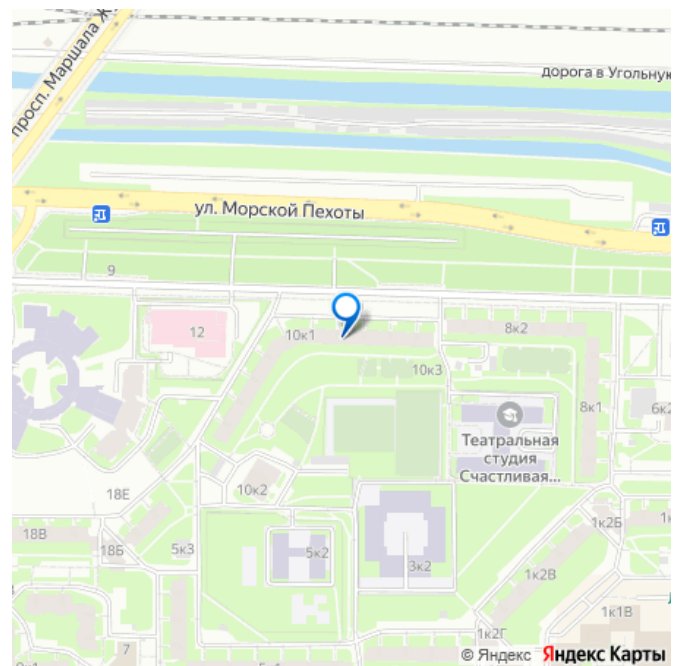 просп. Маршала Ж
дорога в Угольную
ул. Морской Пехоты
9
12
10к1
8к2
10к3
8к1
6к2
Театральная
студия
Счастливая...
18Е
10к2
1к2Б
18В
18Б
5к3
5к2
3к2
1к2В
1к1В
7
1к2Г
© Яндекс Яндекс Карты